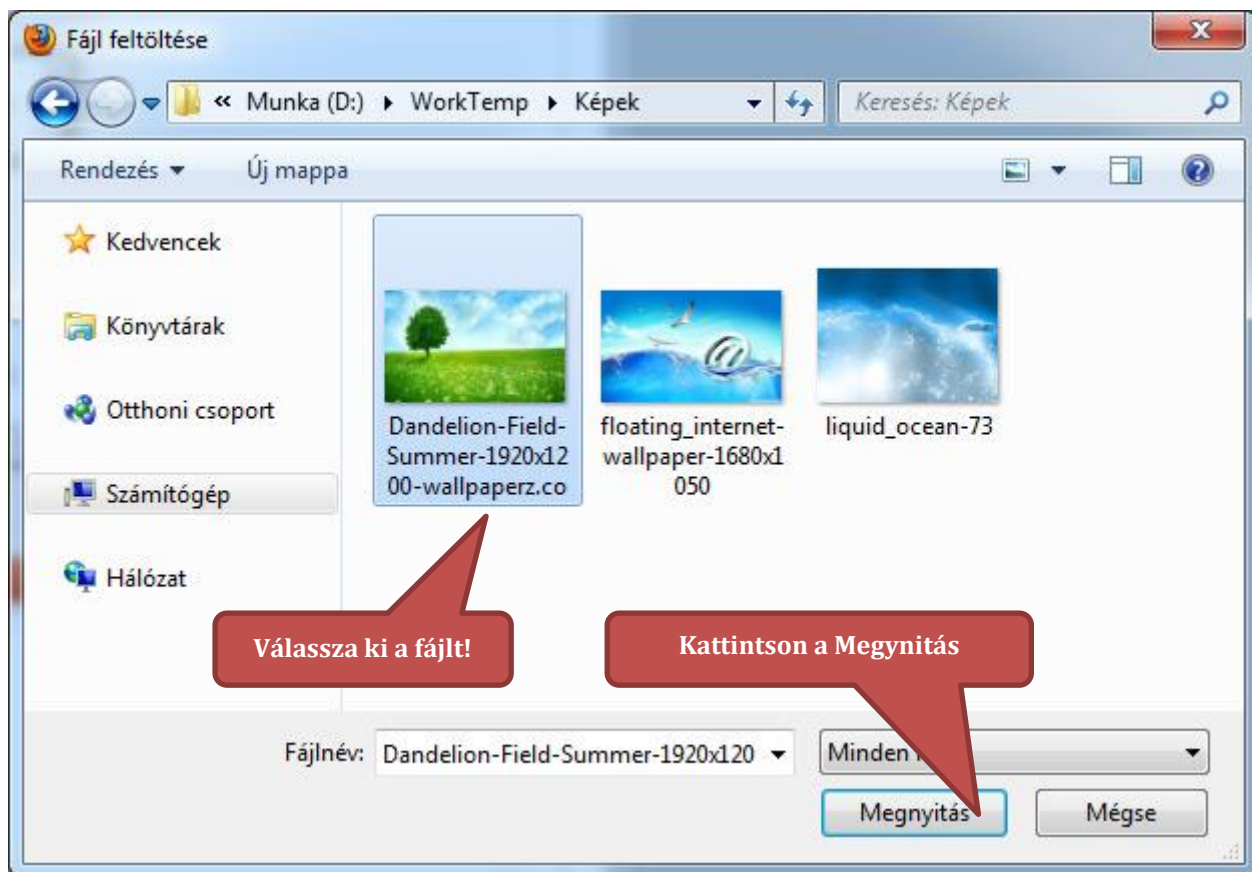 Fájl feltöltése
« Munka (D:) WorkTemp Képek
Keresés: Képek
Rendezés
Új mappa
Kedvencek
Könyvtárak
Otthoni csoport
Számítógép
Hálózat
Dandelion-Field-
Summer-1920x12
00-wallpaperz.co
floating_internet-
wallpaper-1680x1
050
liquid_ocean-73
Válassza ki a fájlt!
Kattintson a Megynitás
Fájlnév: Dandelion-Field-Summer-1920x120
Minden
Megnyitás
Mégse